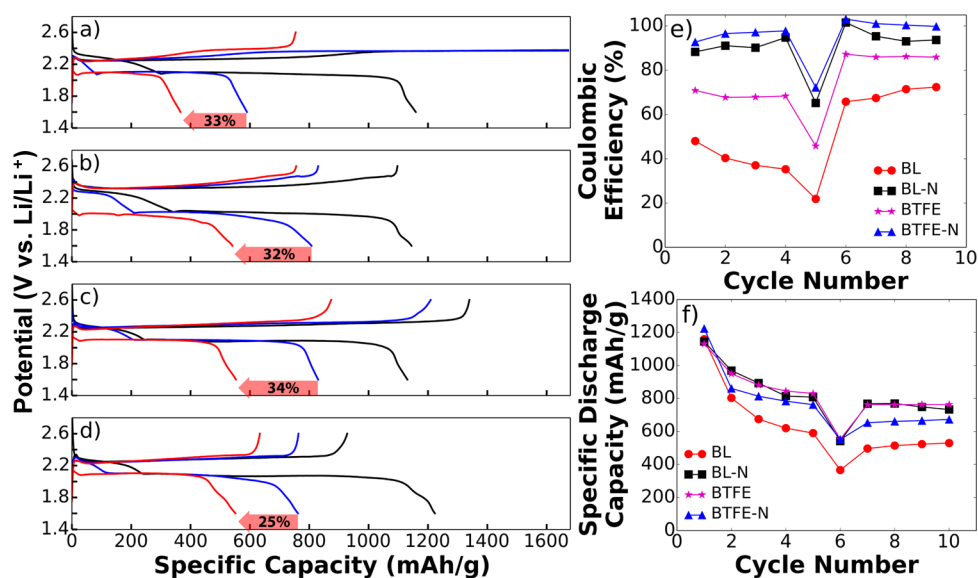 Potential (V vs. Li/Li⁺)
a)
2.6
2.2
1.8
1.4
33%
b)
2.6
2.2
1.8
1.4
32%
c)
2.6
2.2
1.8
1.4
34%
d)
2.6
2.2
1.8
1.4
25%
0 200 400 600 800 1000 1200 1400 1600
Specific Capacity (mAh/g)
e)
Coulombic
Efficiency (%)
100
80
60
40
20
0
BL
BL-N
BTFE
BTFE-N
0 2 4 6 8 10
Cycle Number
f)
Specific Discharge
Capacity (mAh/g)
1400
1200
1000
800
600
400
200
0
BL
BL-N
BTFE
BTFE-N
0 2 4 6 8 10
Cycle Number